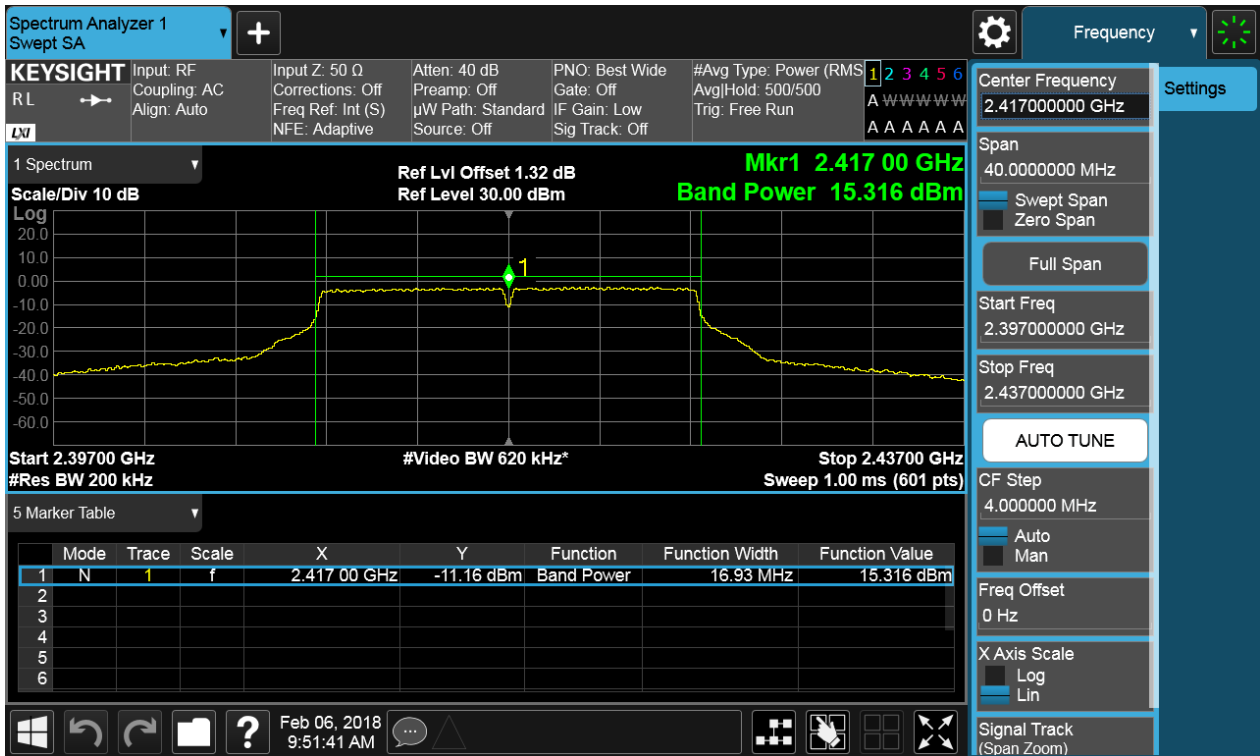 Spectrum Analyzer 1
Swept SA
+
Frequency
KEYSIGHT
R L
LXI
Input: RF
Coupling: AC
Align: Auto
Input Z: 50 Ω
Corrections: Off
Freq Ref: Int (S)
NFE: Adaptive
Atten: 40 dB
Preamp: Off
µW Path: Standard
Source: Off
PNO: Best Wide
Gate: Off
IF Gain: Low
Sig Track: Off
#Avg Type: Power (RMS
Avg|Hold: 500/500
Trig: Free Run
1 2 3 4 5 6
A W W W W W
A A A A A A
1 Spectrum
Scale/Div 10 dB
Ref Lvl Offset 1.32 dB
Ref Level 30.00 dBm
Mkr1 2.417 00 GHz
Band Power 15.316 dBm
Log
20.0
10.0
0.00
-10.0
-20.0
-30.0
-40.0
-50.0
-60.0
1
Start 2.39700 GHz
#Video BW 620 kHz*
Stop 2.43700 GHz
#Res BW 200 kHz
Sweep 1.00 ms (601 pts)
5 Marker Table
Mode Trace Scale X Y Function Function Width Function Value
1 N 1 f 2.417 00 GHz -11.16 dBm Band Power 16.93 MHz 15.316 dBm
2
3
4
5
6
Feb 06, 2018
9:51:41 AM
?
Center Frequency
2.417000000 GHz
Settings
Span
40.0000000 MHz
Swept Span
Zero Span
Full Span
Start Freq
2.397000000 GHz
Stop Freq
2.437000000 GHz
AUTO TUNE
CF Step
4.000000 MHz
Auto
Man
Freq Offset
0 Hz
X Axis Scale
Log
Lin
Signal Track
(Span Zoom)